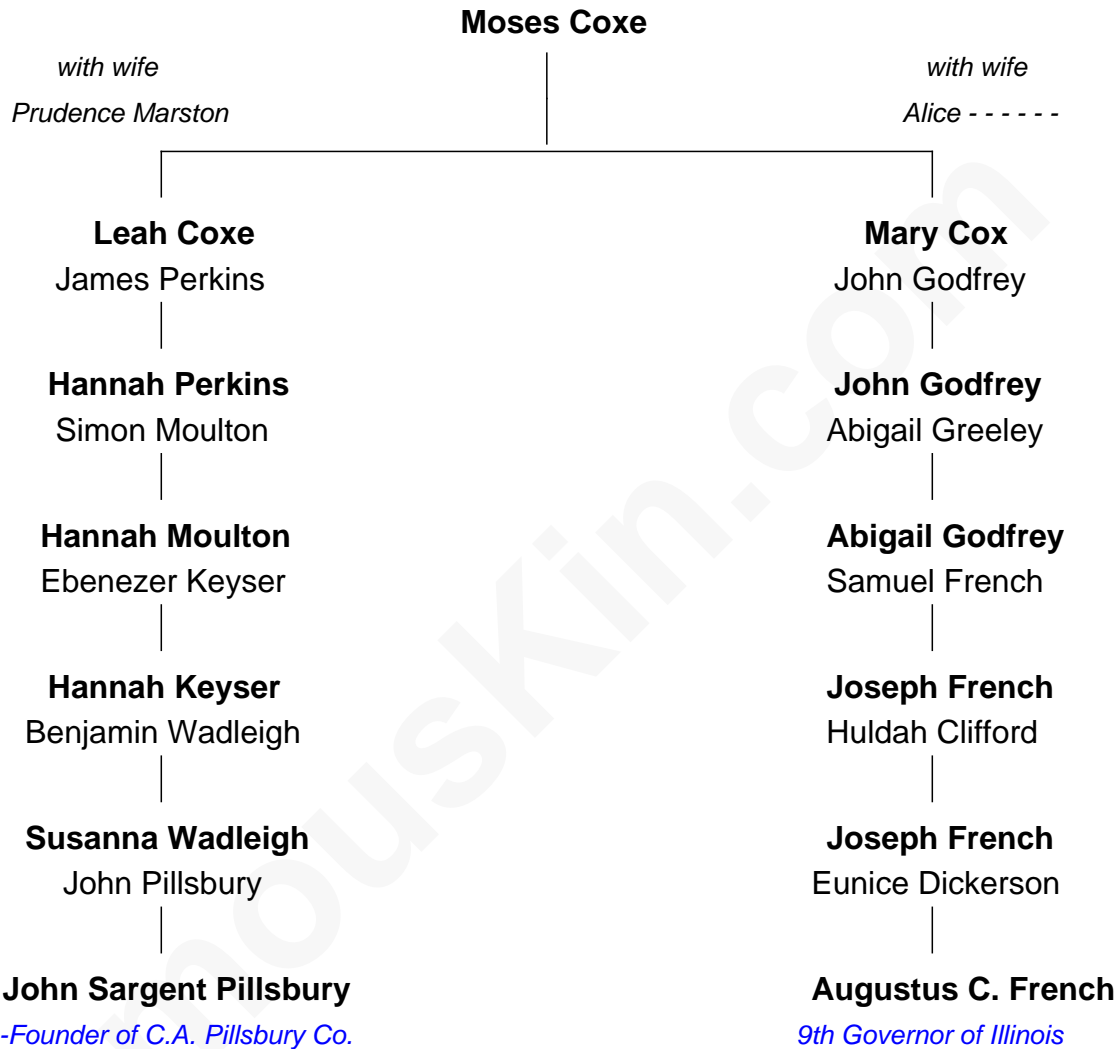 Moses Coxe
with wife
Prudence Marston
with wife
Alice - - - - - -
Leah Coxe
James Perkins
Hannah Perkins
Simon Moulton
Hannah Moulton
Ebenezer Keyser
Hannah Keyser
Benjamin Wadleigh
Susanna Wadleigh
John Pillsbury
John Sargent Pillsbury
-Founder of C.A. Pillsbury Co.
Mary Cox
John Godfrey
John Godfrey
Abigail Greeley
Abigail Godfrey
Samuel French
Joseph French
Huldah Clifford
Joseph French
Eunice Dickerson
Augustus C. French
9th Governor of Illinois
mousKin.com